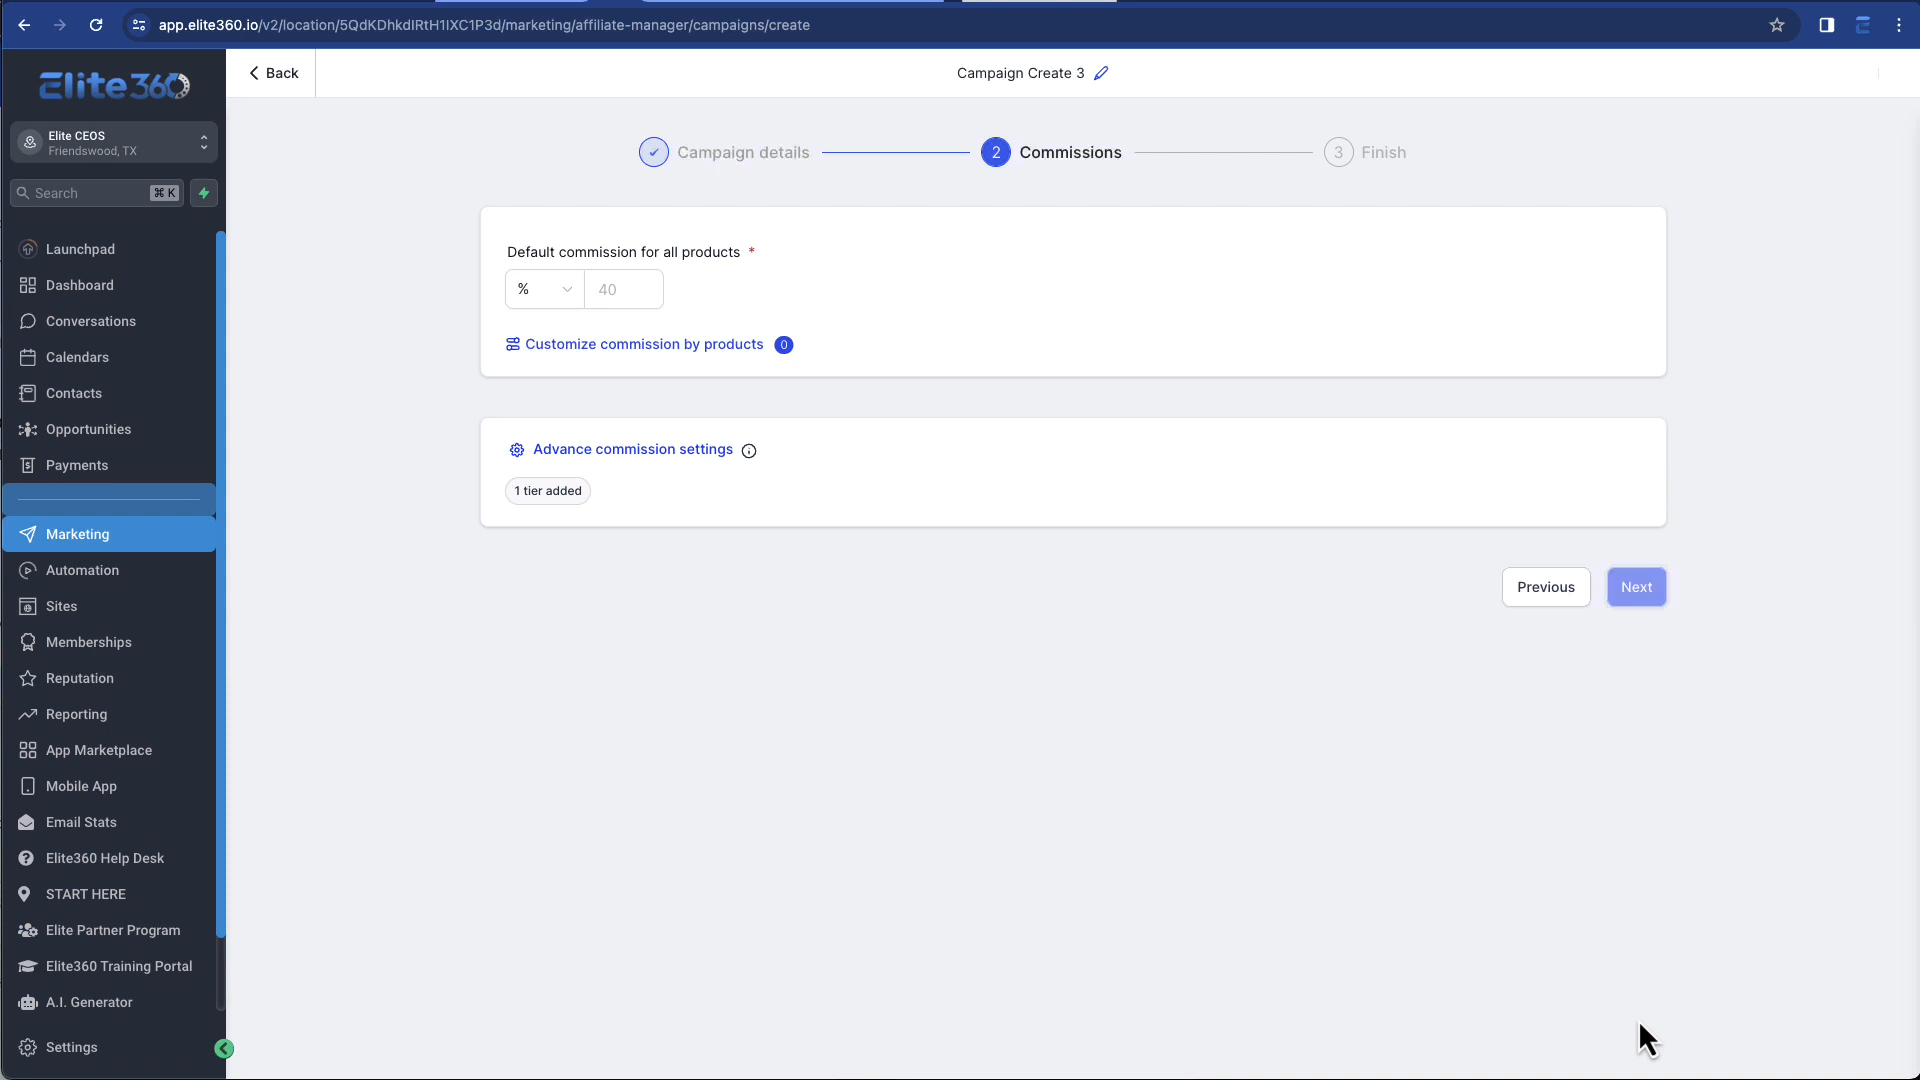 app.elite360.io/v2/location/5QdKDhkdlRtH1lXC1P3d/marketing/affiliate-manager/campaigns/create
Elite360
Back
Campaign Create 3
Elite CEOS
Friendswood, TX
Search ⌘ K
Launchpad
Dashboard
Conversations
Calendars
Contacts
Opportunities
Payments
Marketing
Automation
Sites
Memberships
Reputation
Reporting
App Marketplace
Mobile App
Email Stats
Elite360 Help Desk
START HERE
Elite Partner Program
Elite360 Training Portal
A.I. Generator
Settings
Campaign details
2 Commissions
3 Finish
Default commission for all products *
% 40
Customize commission by products 0
Advance commission settings
1 tier added
Previous
Next